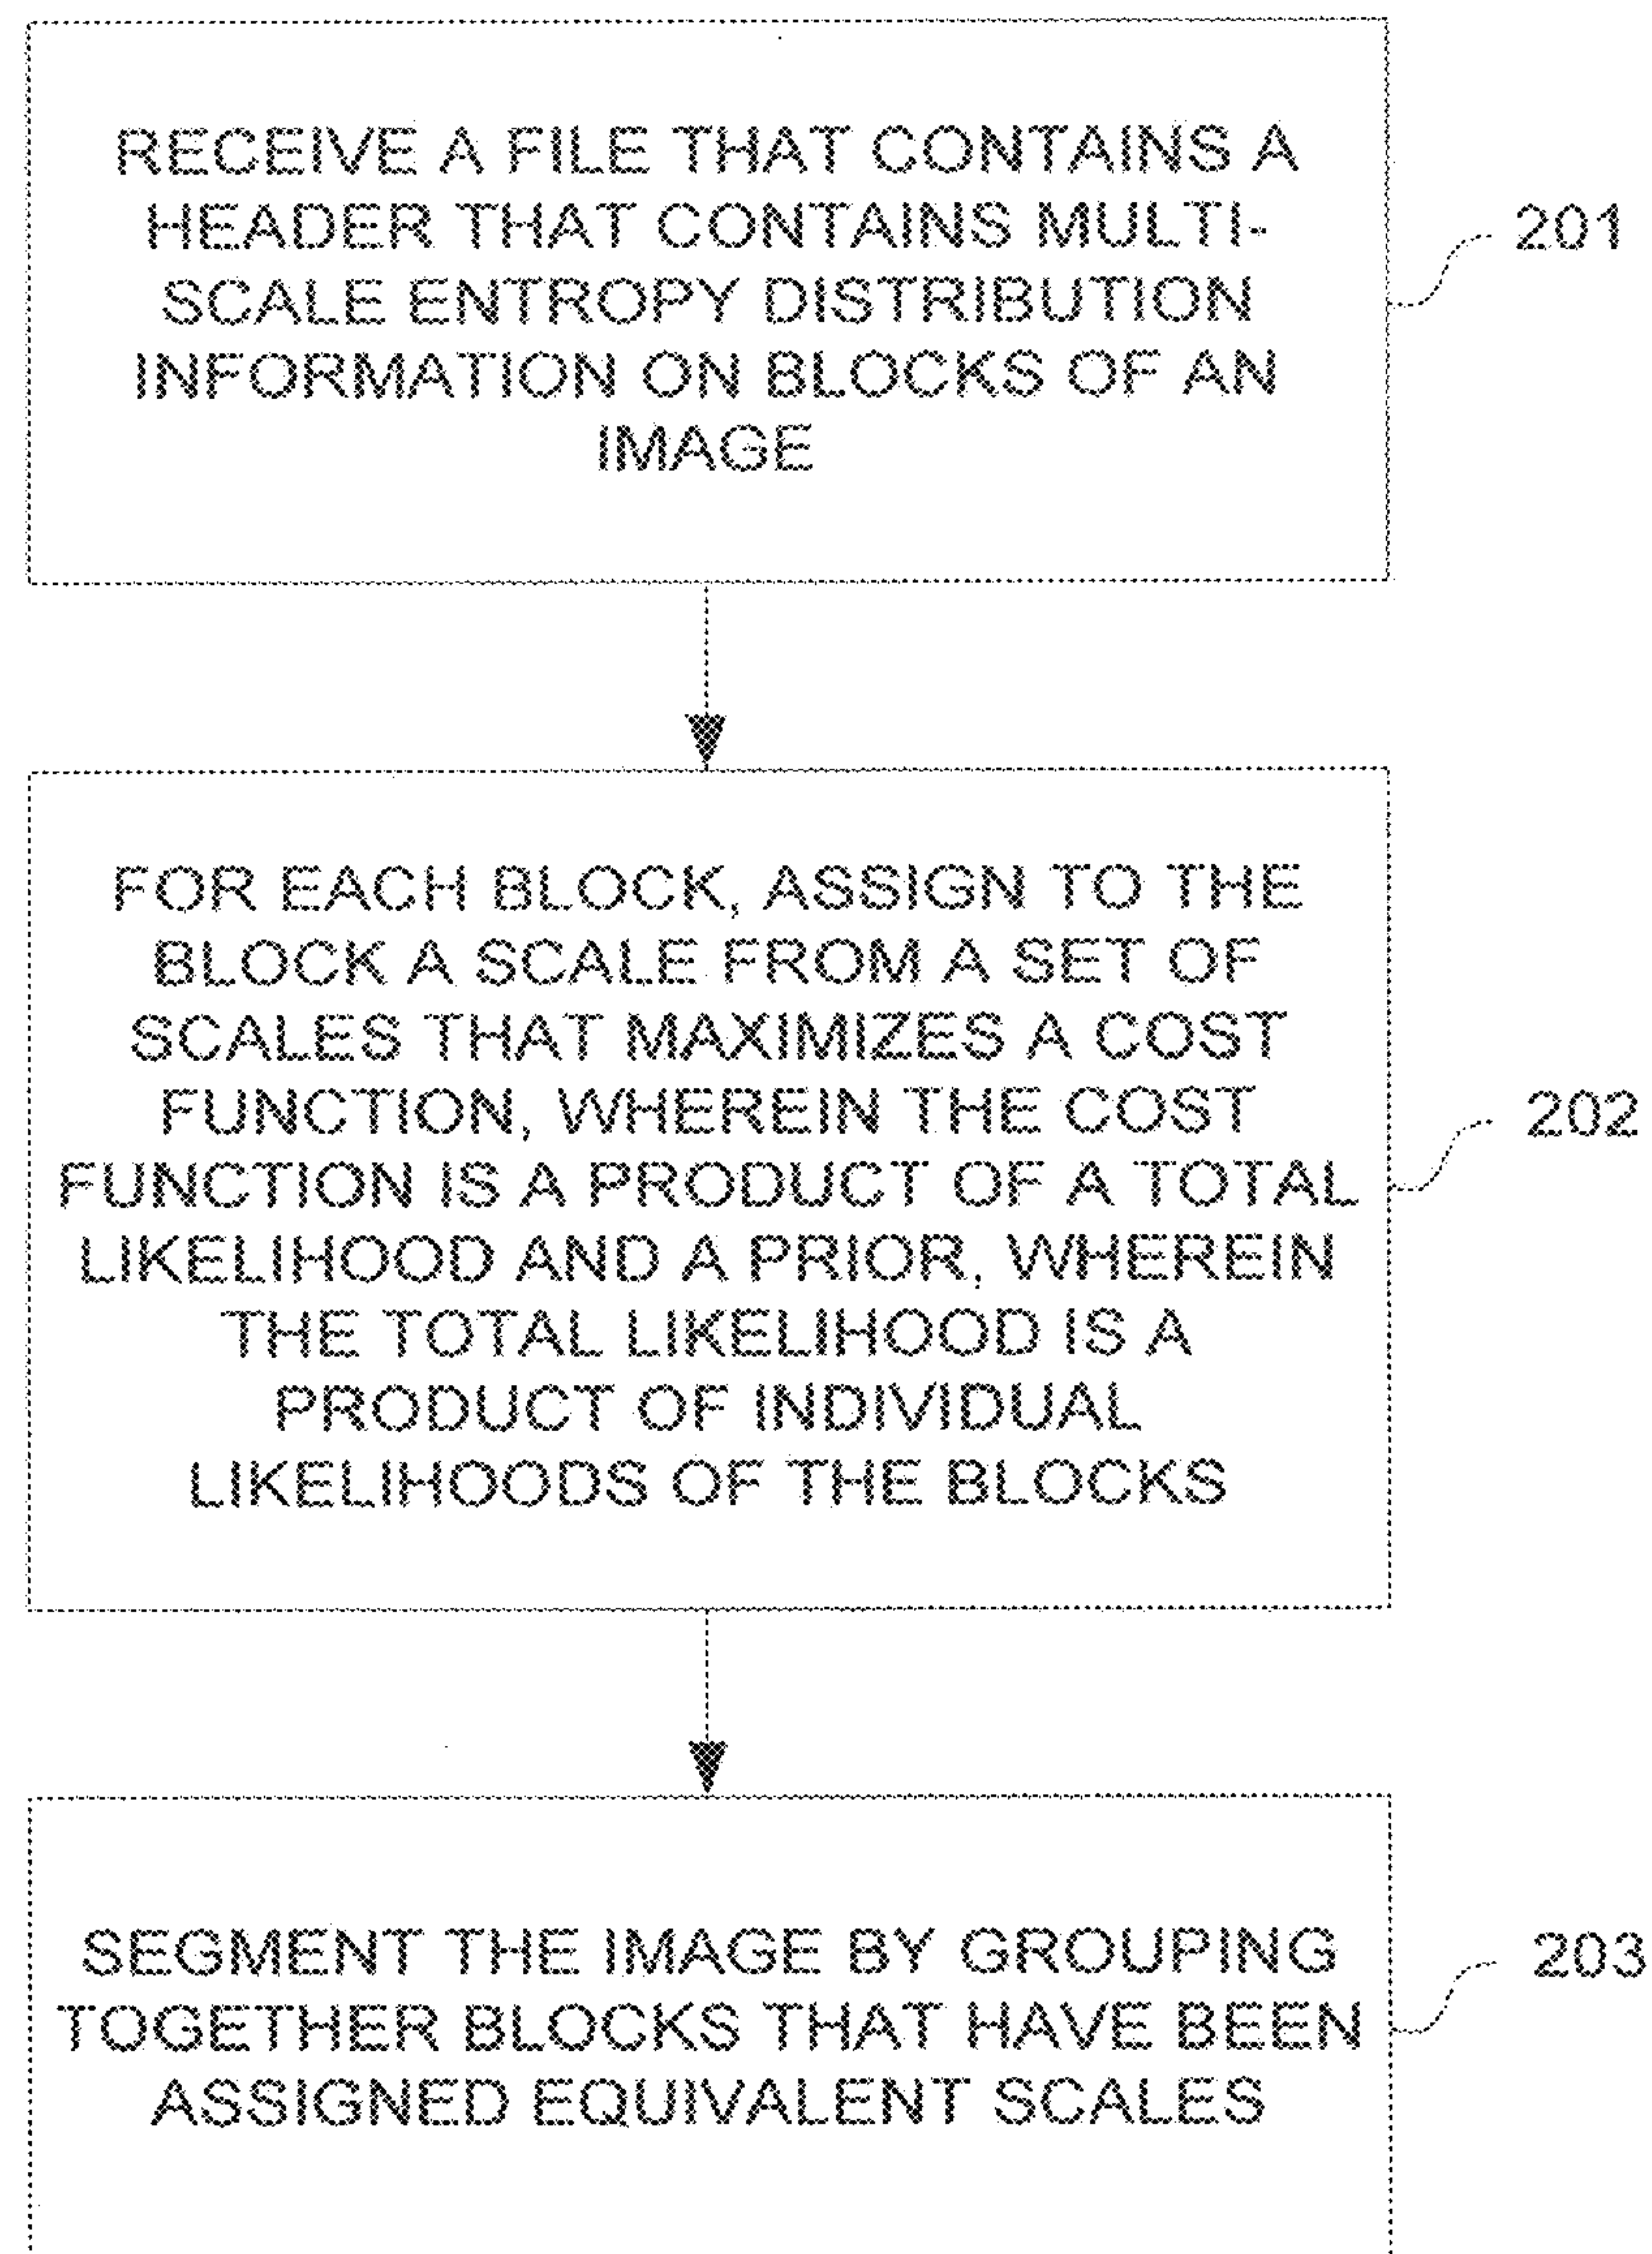 RECEIVE A FILE THAT CONTAINS A
HEADER THAT CONTAINS MULTI-
SCALE ENTROPY DISTRIBUTION
INFORMATION ON BLOCKS OF AN
IMAGE
201
FOR EACH BLOCK, ASSIGN TO THE
BLOCK A SCALE FROM A SET OF
SCALES THAT MAXIMIZES A COST
FUNCTION, WHEREIN THE COST
FUNCTION IS A PRODUCT OF A TOTAL
LIKELIHOOD AND A PRIOR, WHEREIN
THE TOTAL LIKELIHOOD IS A
PRODUCT OF INDIVIDUAL
LIKELIHOODS OF THE BLOCKS
202
SEGMENT THE IMAGE BY GROUPING
TOGETHER BLOCKS THAT HAVE BEEN
ASSIGNED EQUIVALENT SCALES
203